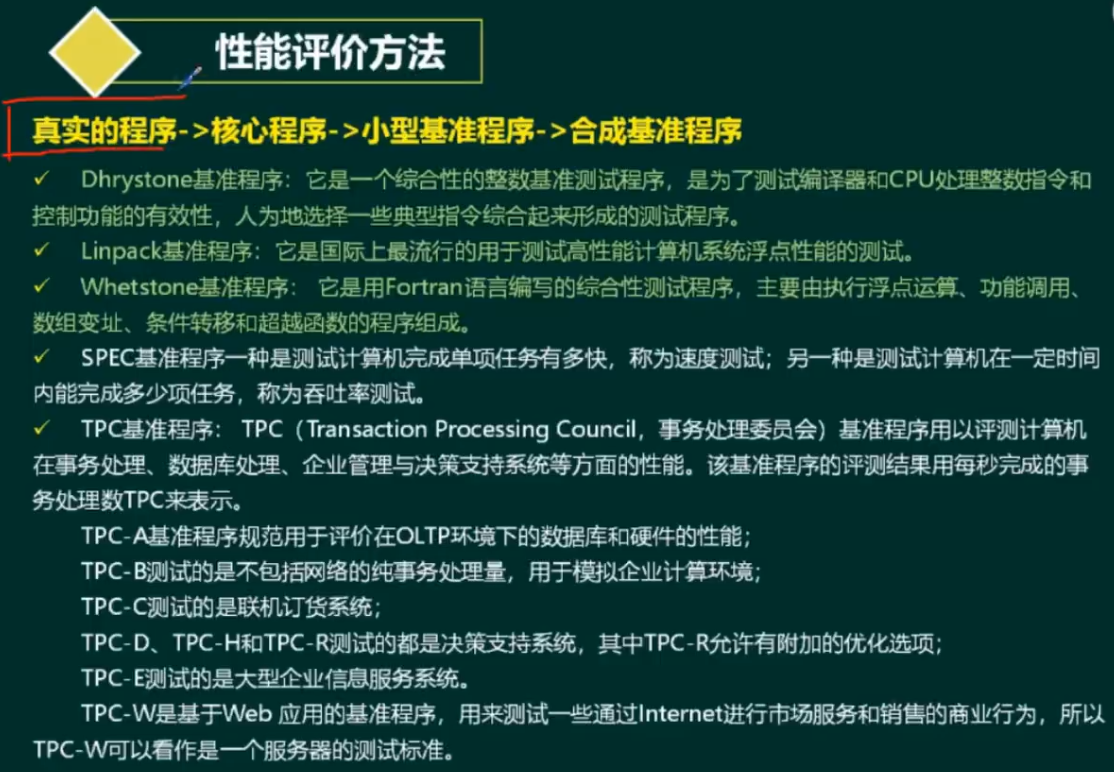 性能评价方法
真实的程序->核心程序->小型基准程序->合成基准程序
✓ Dhrystone基准程序：它是一个综合性的整数基准测试程序，是为了测试编译器和CPU处理整数指令和
控制功能的有效性，人为地选择一些典型指令综合起来形成的测试程序。
✓ Linpack基准程序：它是国际上最流行的用于测试高性能计算机系统浮点性能的测试。
✓ Whetstone基准程序： 它是用Fortran语言编写的综合性测试程序，主要由执行浮点运算、功能调用、
数组变址、条件转移和超越函数的程序组成。
✓ SPEC基准程序一种是测试计算机完成单项任务有多快，称为速度测试；另一种是测试计算机在一定时间
内能完成多少项任务，称为吞吐率测试。
✓ TPC基准程序： TPC（Transaction Processing Council，事务处理委员会）基准程序用以评测计算机
在事务处理、数据库处理、企业管理与决策支持系统等方面的性能。该基准程序的评测结果用每秒完成的事
务处理数TPC来表示。
TPC-A基准程序规范用于评价在OLTP环境下的数据库和硬件的性能；
TPC-B测试的是不包括网络的纯事务处理量，用于模拟企业计算环境；
TPC-C测试的是联机订货系统；
TPC-D、TPC-H和TPC-R测试的都是决策支持系统，其中TPC-R允许有附加的优化选项；
TPC-E测试的是大型企业信息服务系统。
TPC-W是基于Web 应用的基准程序，用来测试一些通过Internet进行市场服务和销售的商业行为，所以
TPC-W可以看作是一个服务器的测试标准。